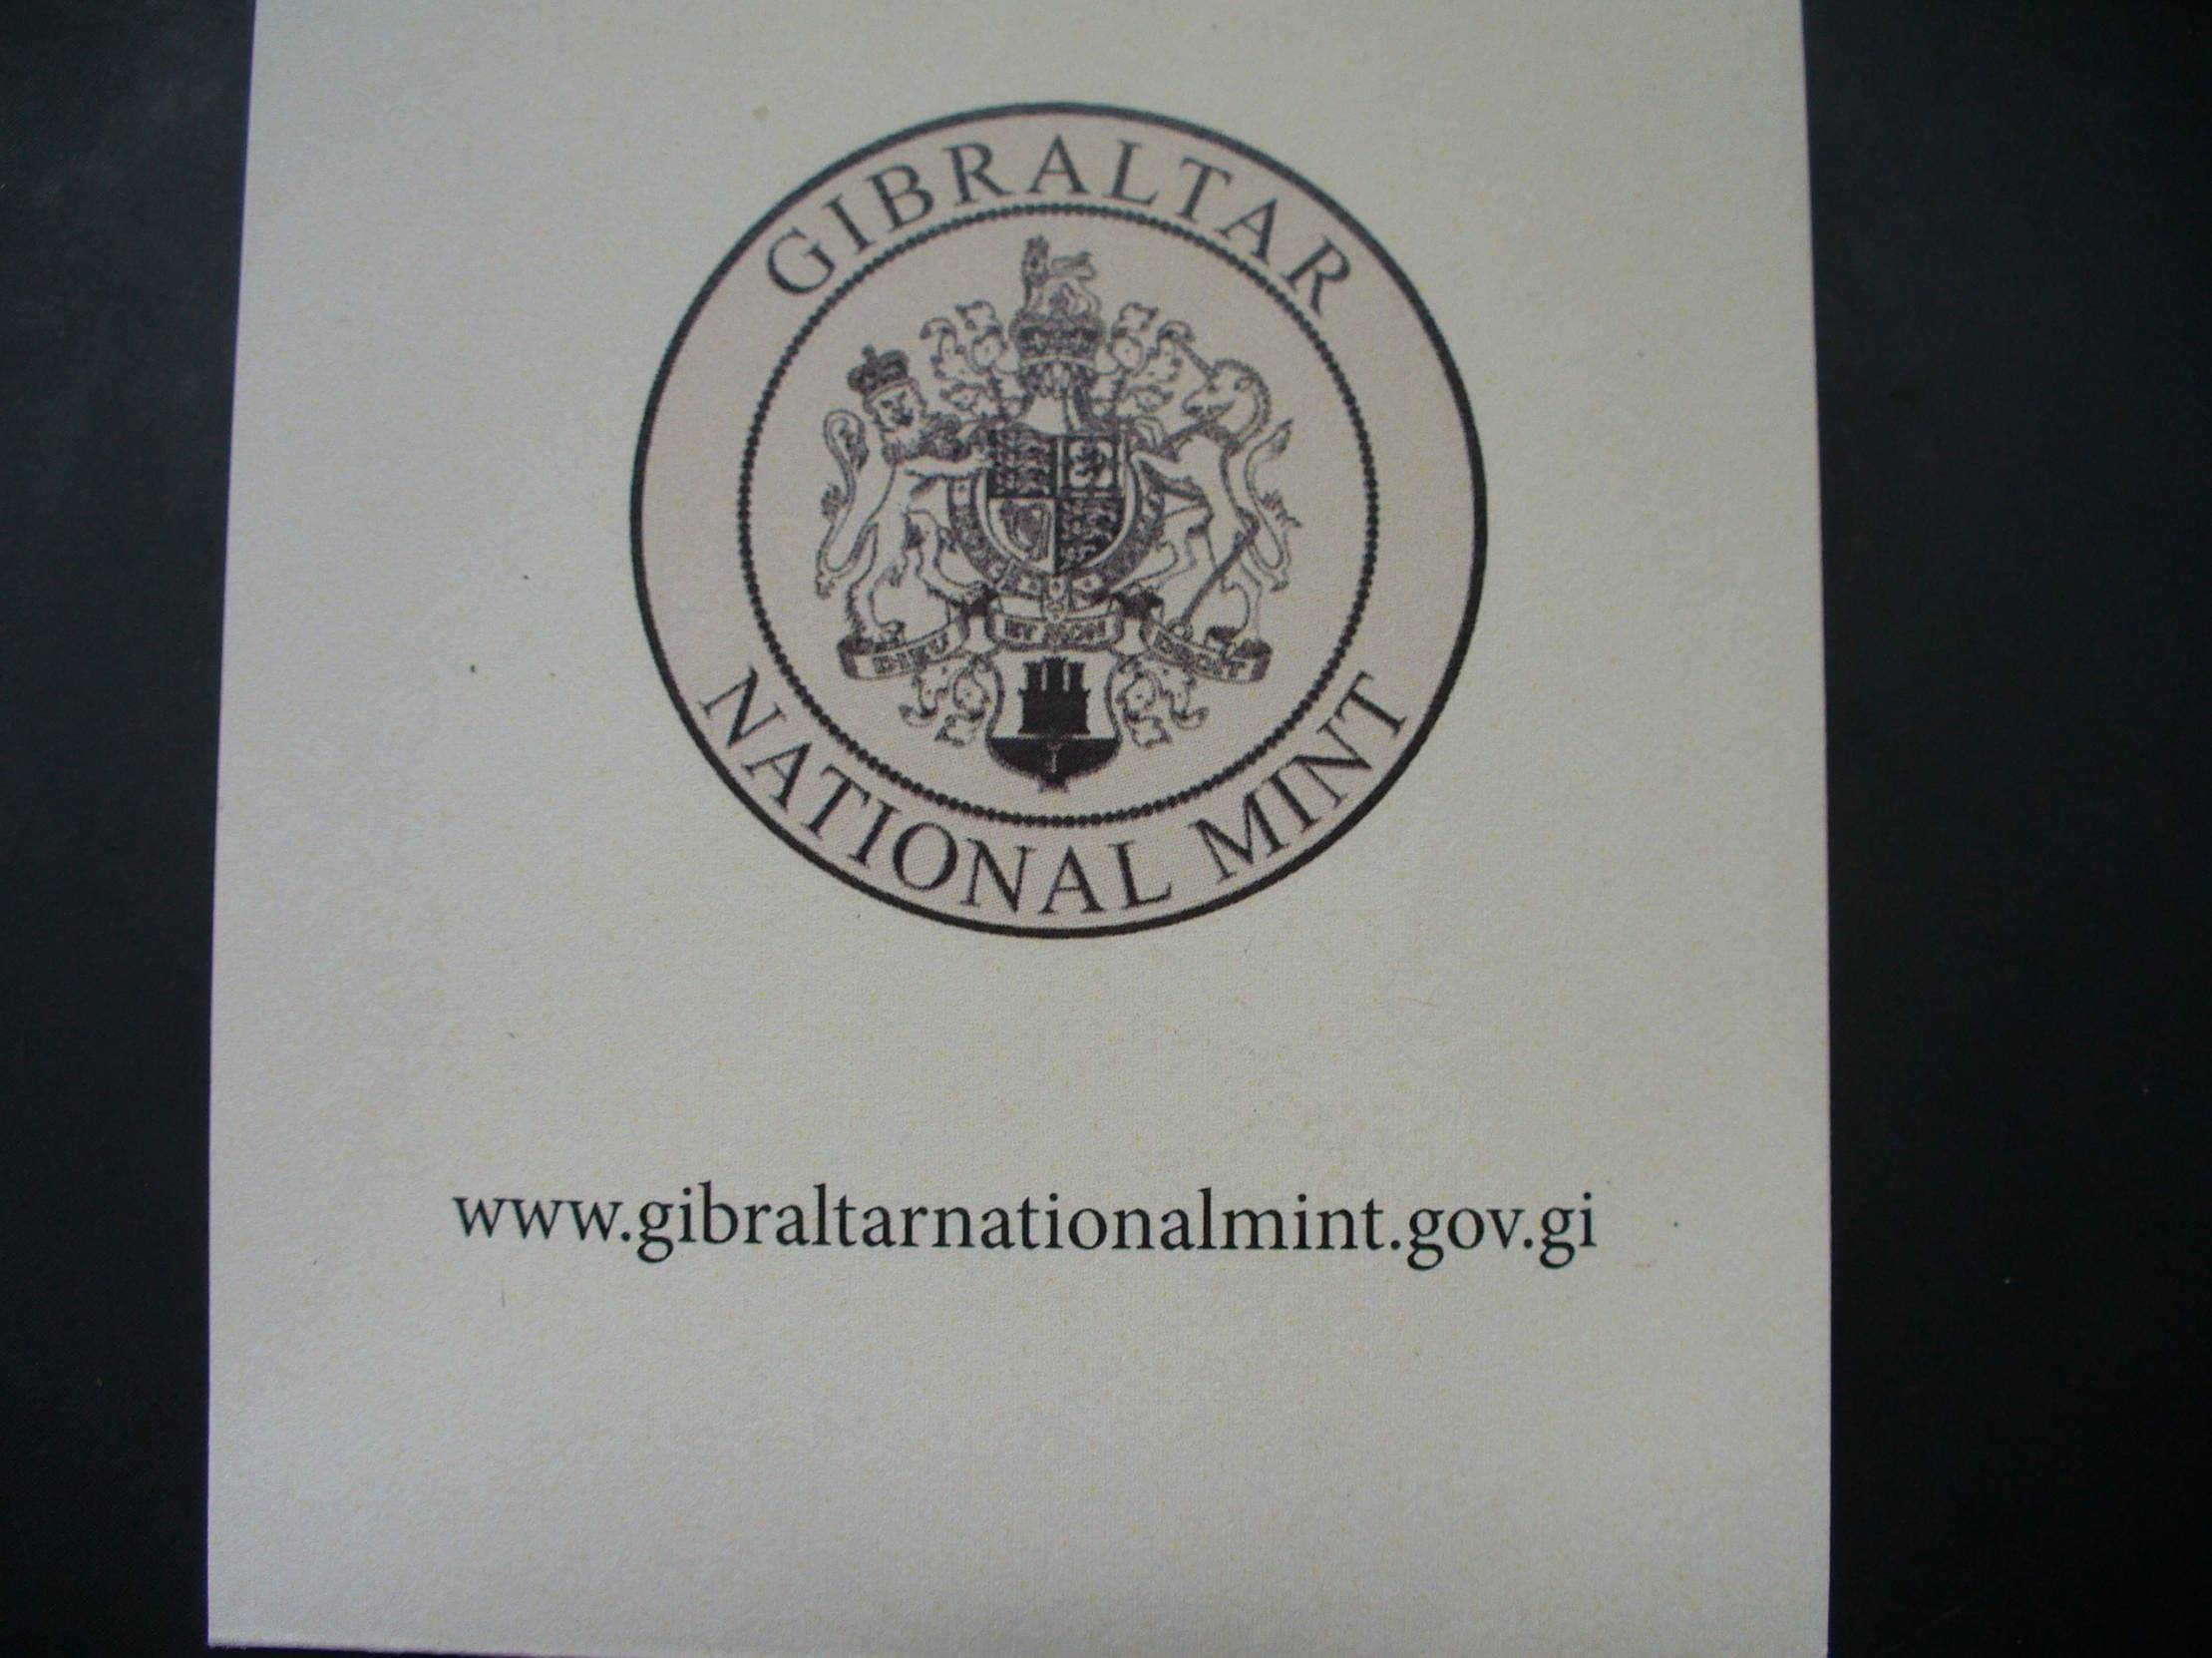 GIBRALTAR
DIEU ET MON DROIT
NATIONAL MINT
www.gibraltarnationalmint.gov.gi